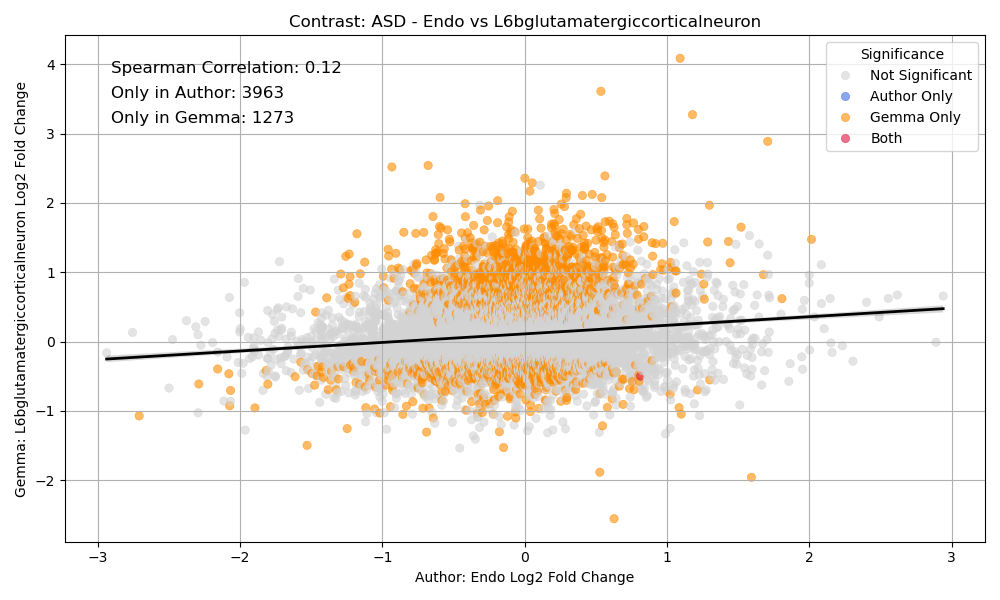 Contrast: ASD - Endo vs L6bglutamatergiccorticalneuron
Spearman Correlation: 0.12
Only in Author: 3963
Only in Gemma: 1273
Significance
Not Significant
Author Only
Gemma Only
Both
Gemma: L6bglutamatergiccorticalneuron Log2 Fold Change
4
3
2
1
0
−1
−2
−3
−2
−1
0
1
2
3
Author: Endo Log2 Fold Change